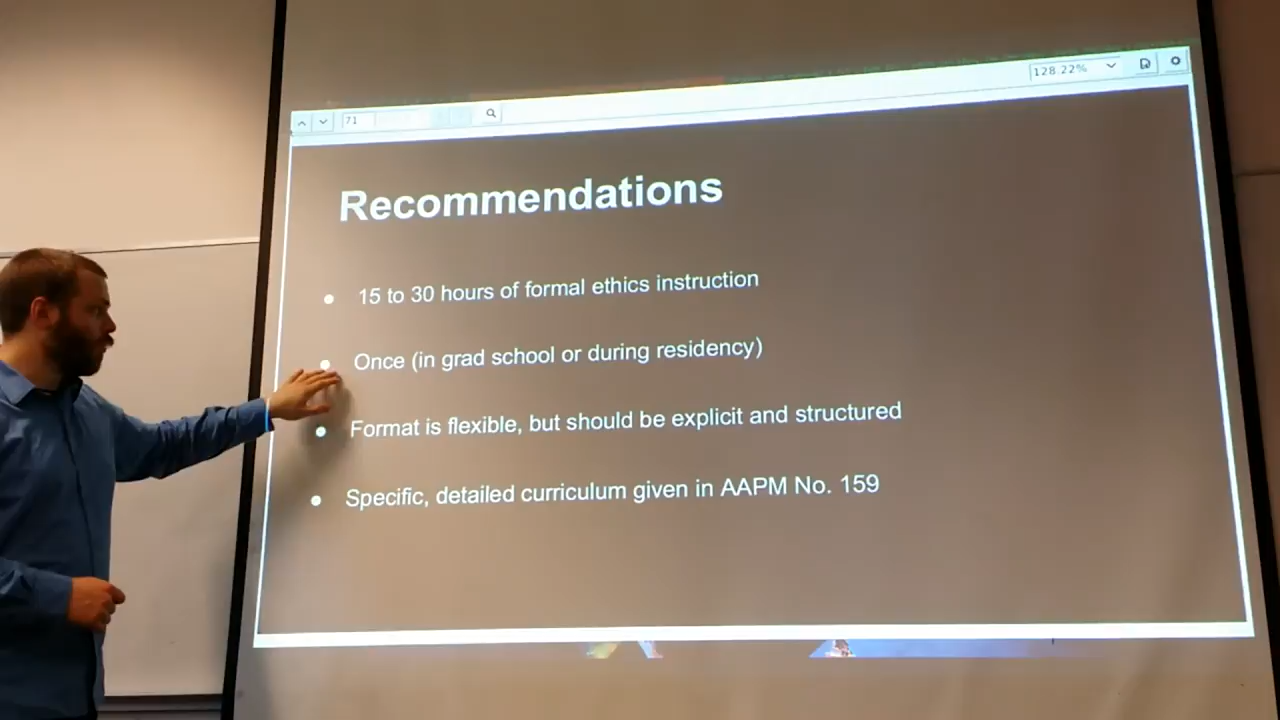 128.22%
71
Recommendations
15 to 30 hours of formal ethics instruction
Once (in grad school or during residency)
Format is flexible, but should be explicit and structured
Specific, detailed curriculum given in AAPM No. 159